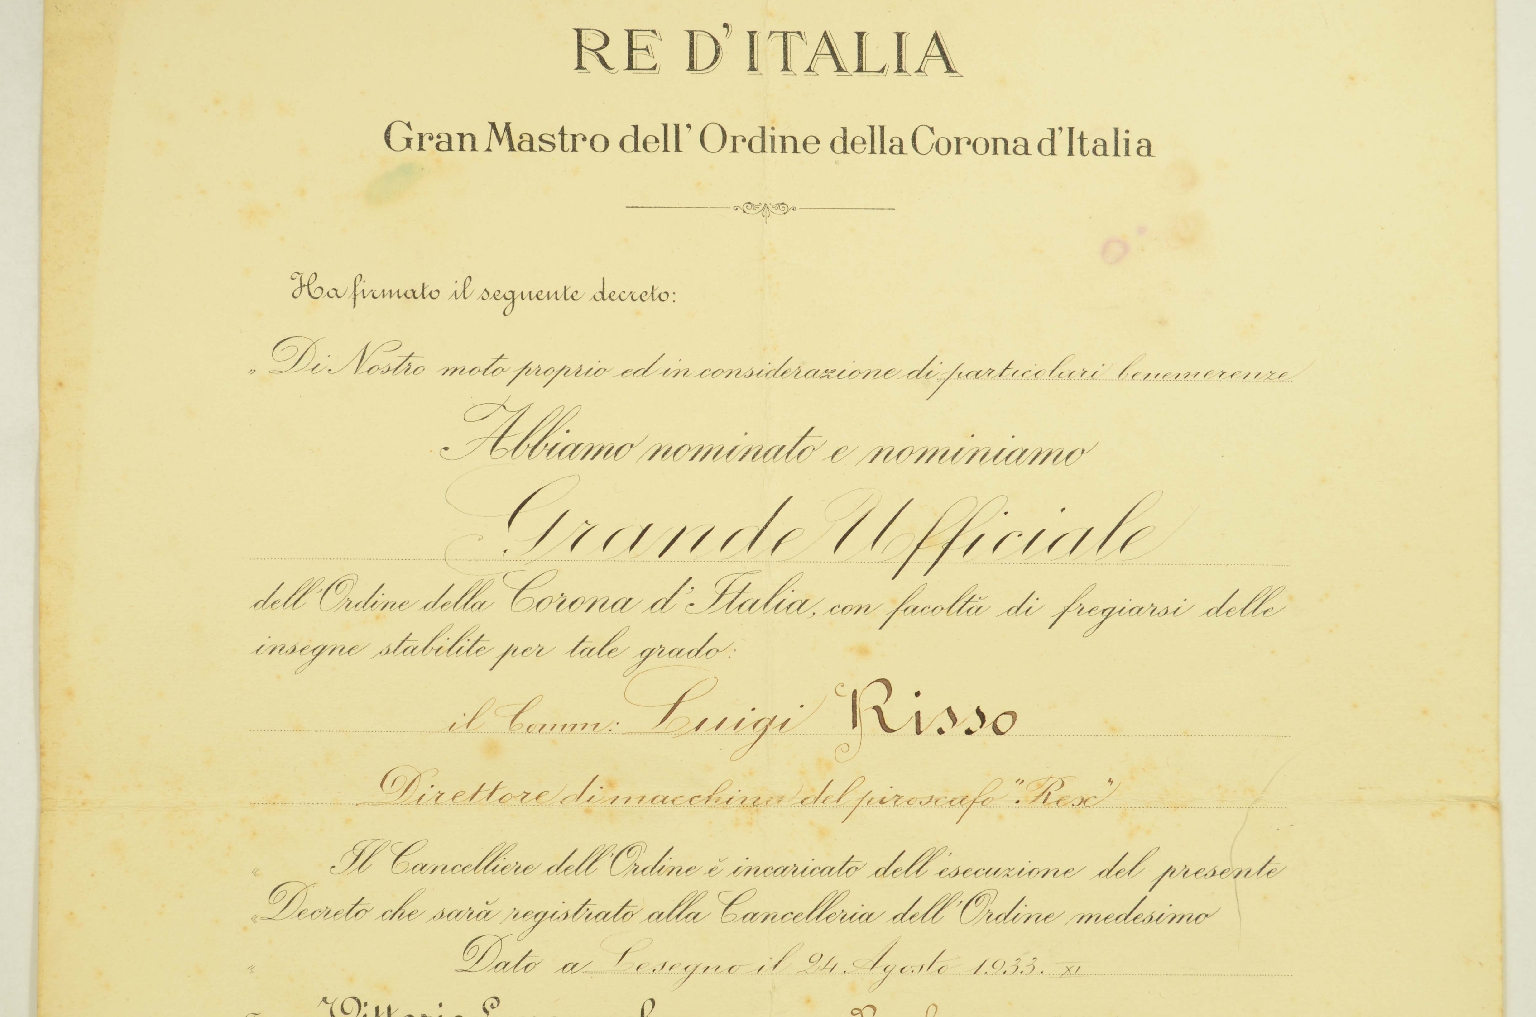 RE D'ITALIA
Gran Mastro dell' Ordine della Corona d'Italia
Ha firmato il seguente decreto:
„ Di Nostro moto proprio ed in considerazione di particolari benemerenze
Abbiamo nominato e nominiamo
Grande Ufficiale
dell'Ordine della Corona d'Italia, con facoltà di fregiarsi delle
insegne stabilite per tale grado:
il Comm: Luigi Risso
Direttore di macchina del piroscafo "Rex"
„ Il Cancelliere dell'Ordine è incaricato dell'esecuzione del presente
„ Decreto che sarà registrato alla Cancelleria dell'Ordine medesimo
„ Dato a Lesegno il 24 Agosto 1933. XI
Vittorio